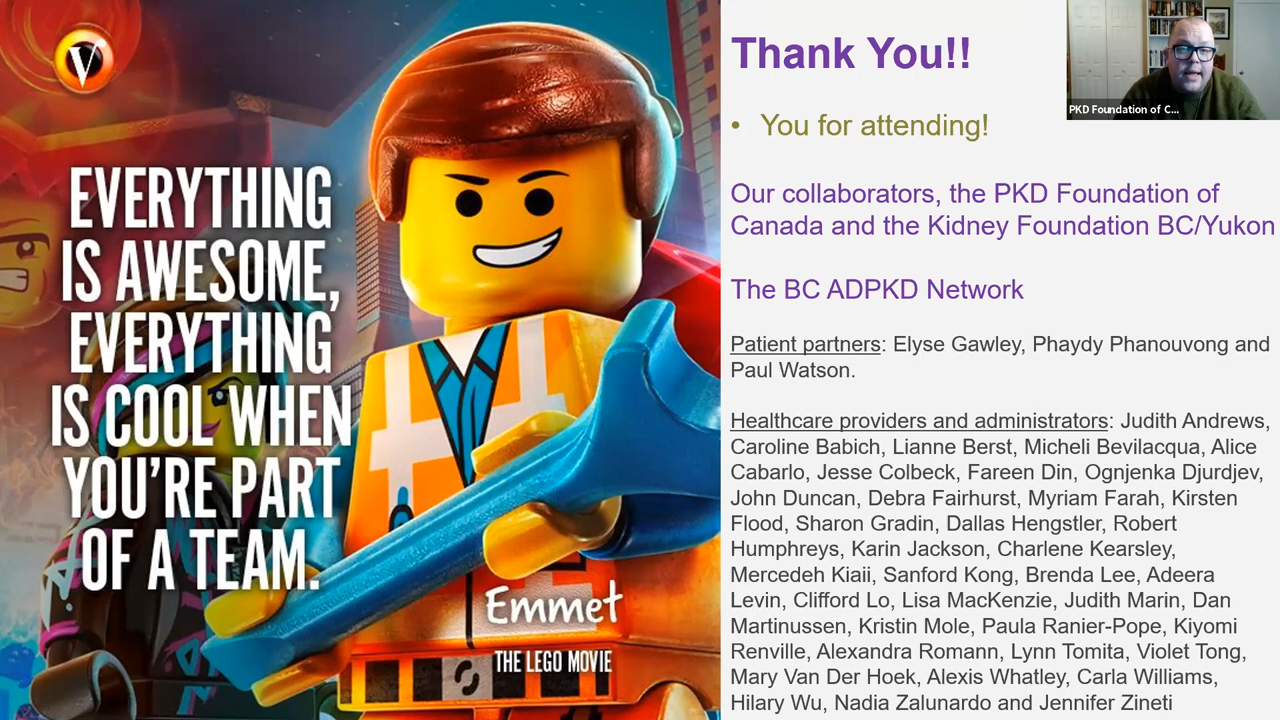 V
EVERYTHING
IS AWESOME,
EVERYTHING
IS COOL WHEN
YOU'RE PART
OF A TEAM.
Emmet
THE LEGO MOVIE
Thank You!!
• You for attending!
Our collaborators, the PKD Foundation of
Canada and the Kidney Foundation BC/Yukon
The BC ADPKD Network
Patient partners: Elyse Gawley, Phaydy Phanouvong and
Paul Watson.
Healthcare providers and administrators: Judith Andrews,
Caroline Babich, Lianne Berst, Micheli Bevilacqua, Alice
Cabarlo, Jesse Colbeck, Fareen Din, Ognjenka Djurdjev,
John Duncan, Debra Fairhurst, Myriam Farah, Kirsten
Flood, Sharon Gradin, Dallas Hengstler, Robert
Humphreys, Karin Jackson, Charlene Kearsley,
Mercedeh Kiaii, Sanford Kong, Brenda Lee, Adeera
Levin, Clifford Lo, Lisa MacKenzie, Judith Marin, Dan
Martinussen, Kristin Mole, Paula Ranier-Pope, Kiyomi
Renville, Alexandra Romann, Lynn Tomita, Violet Tong,
Mary Van Der Hoek, Alexis Whatley, Carla Williams,
Hilary Wu, Nadia Zalunardo and Jennifer Zineti
PKD Foundation of C...